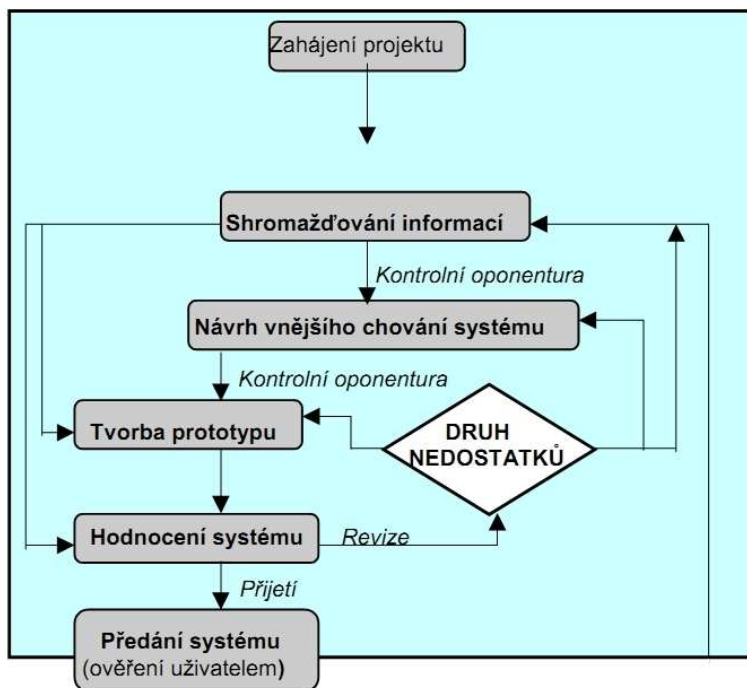 Zahájení projektu
Shromažďování informací
Kontrolní oponentura
Návrh vnějšího chování systému
Kontrolní oponentura
Tvorba prototypu
DRUH
NEDOSTATKŮ
Hodnocení systému
Revize
Přijetí
Předání systému
(ověření uživatelem)